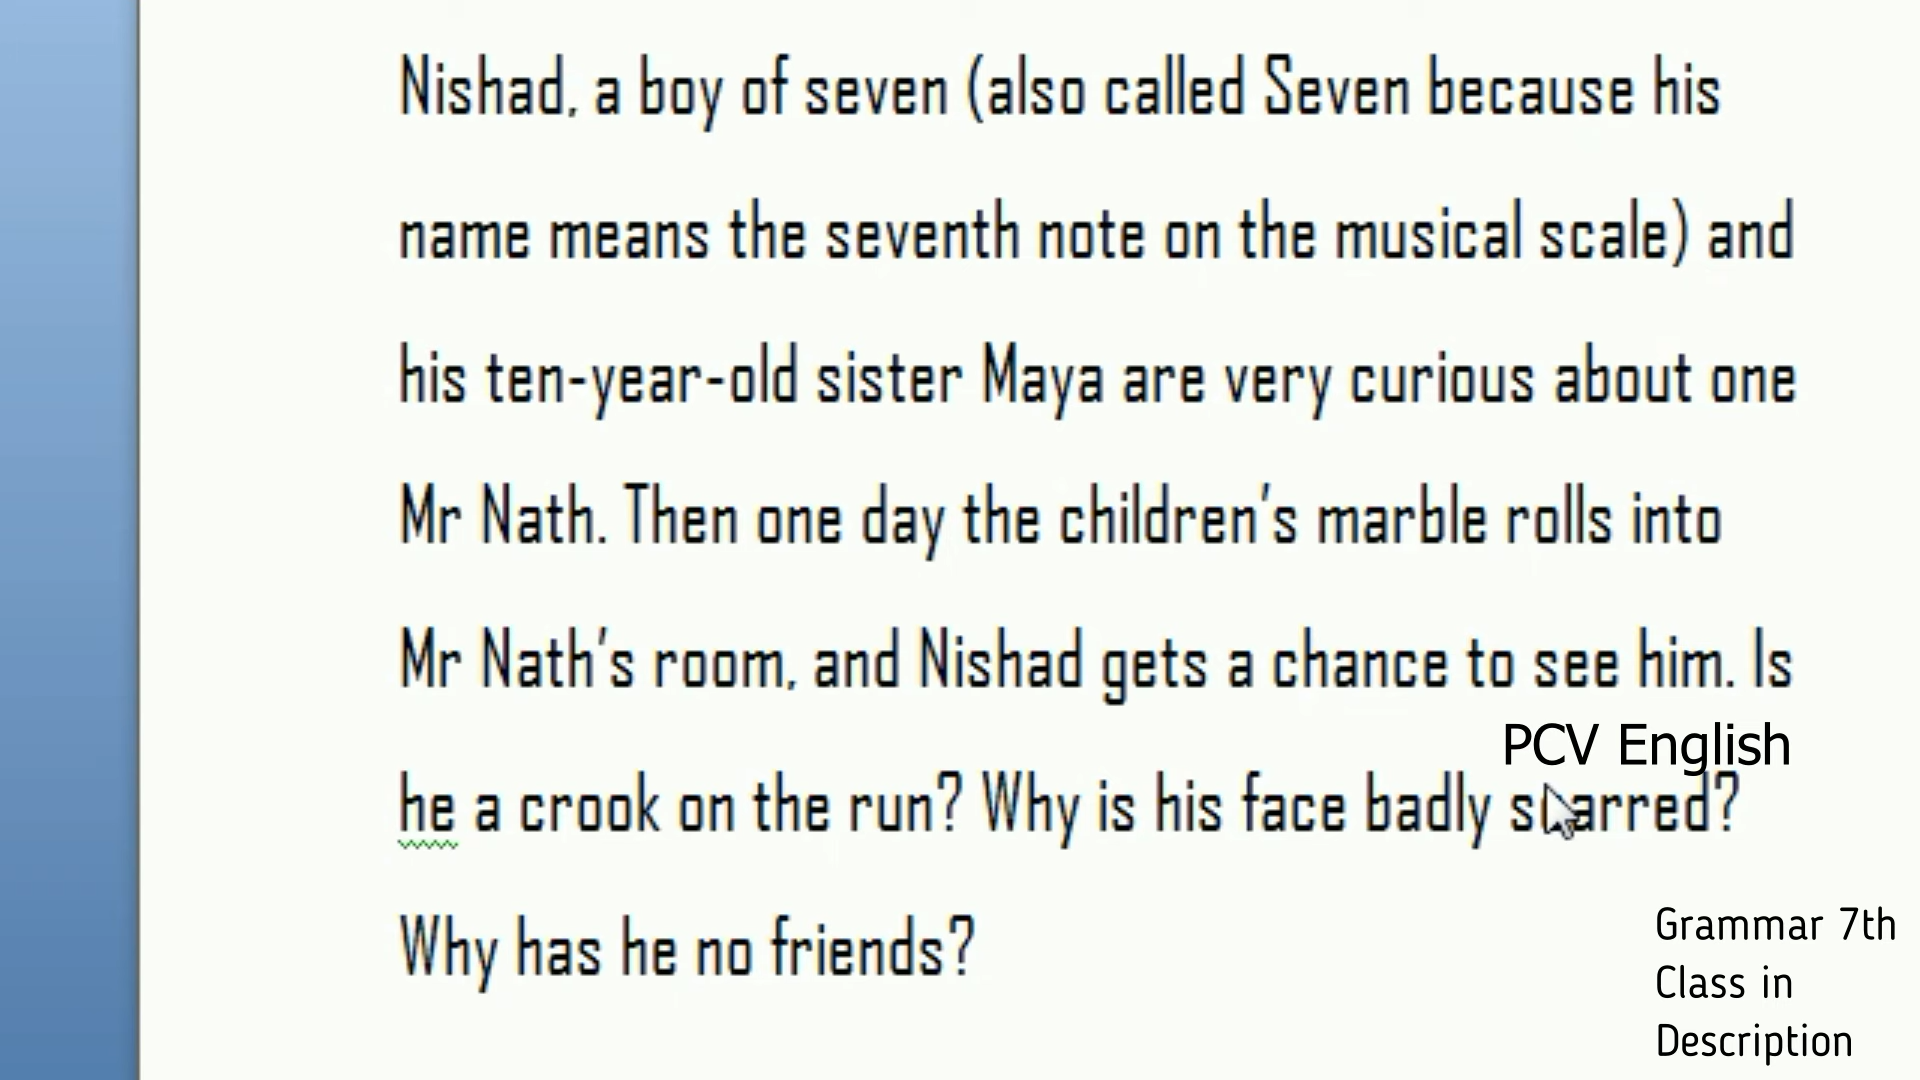 Nishad, a boy of seven (also called Seven because his
name means the seventh note on the musical scale) and
his ten-year-old sister Maya are very curious about one
Mr Nath. Then one day the children's marble rolls into
Mr Nath's room, and Nishad gets a chance to see him. Is
PCV English
he a crook on the run? Why is his face badly scarred?
Why has he no friends?
Grammar 7th
Class in
Description